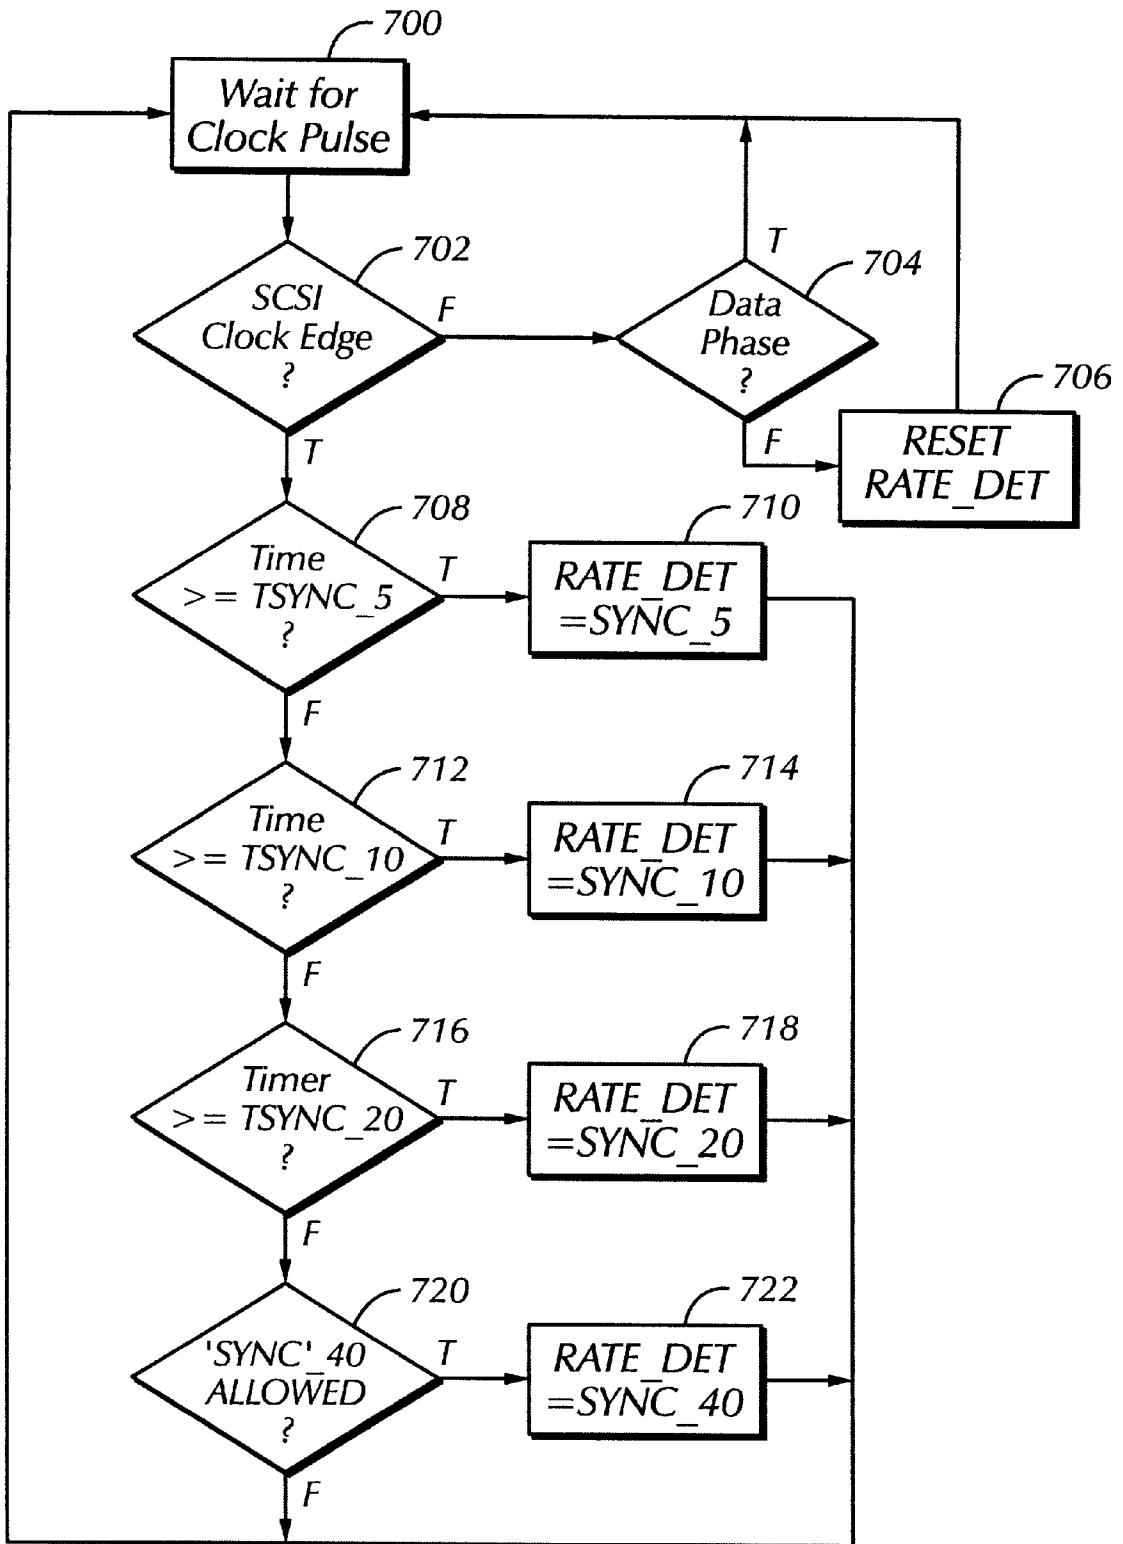 700
Wait for
Clock Pulse
702
SCSI
Clock Edge
?
F
T
704
Data
Phase
?
T
F
706
RESET
RATE_DET
708
Time
>= TSYNC_5
?
T
F
710
RATE_DET
=SYNC_5
712
Time
>= TSYNC_10
?
T
F
714
RATE_DET
=SYNC_10
716
Timer
>= TSYNC_20
?
T
F
718
RATE_DET
=SYNC_20
720
'SYNC'_40
ALLOWED
?
T
F
722
RATE_DET
=SYNC_40